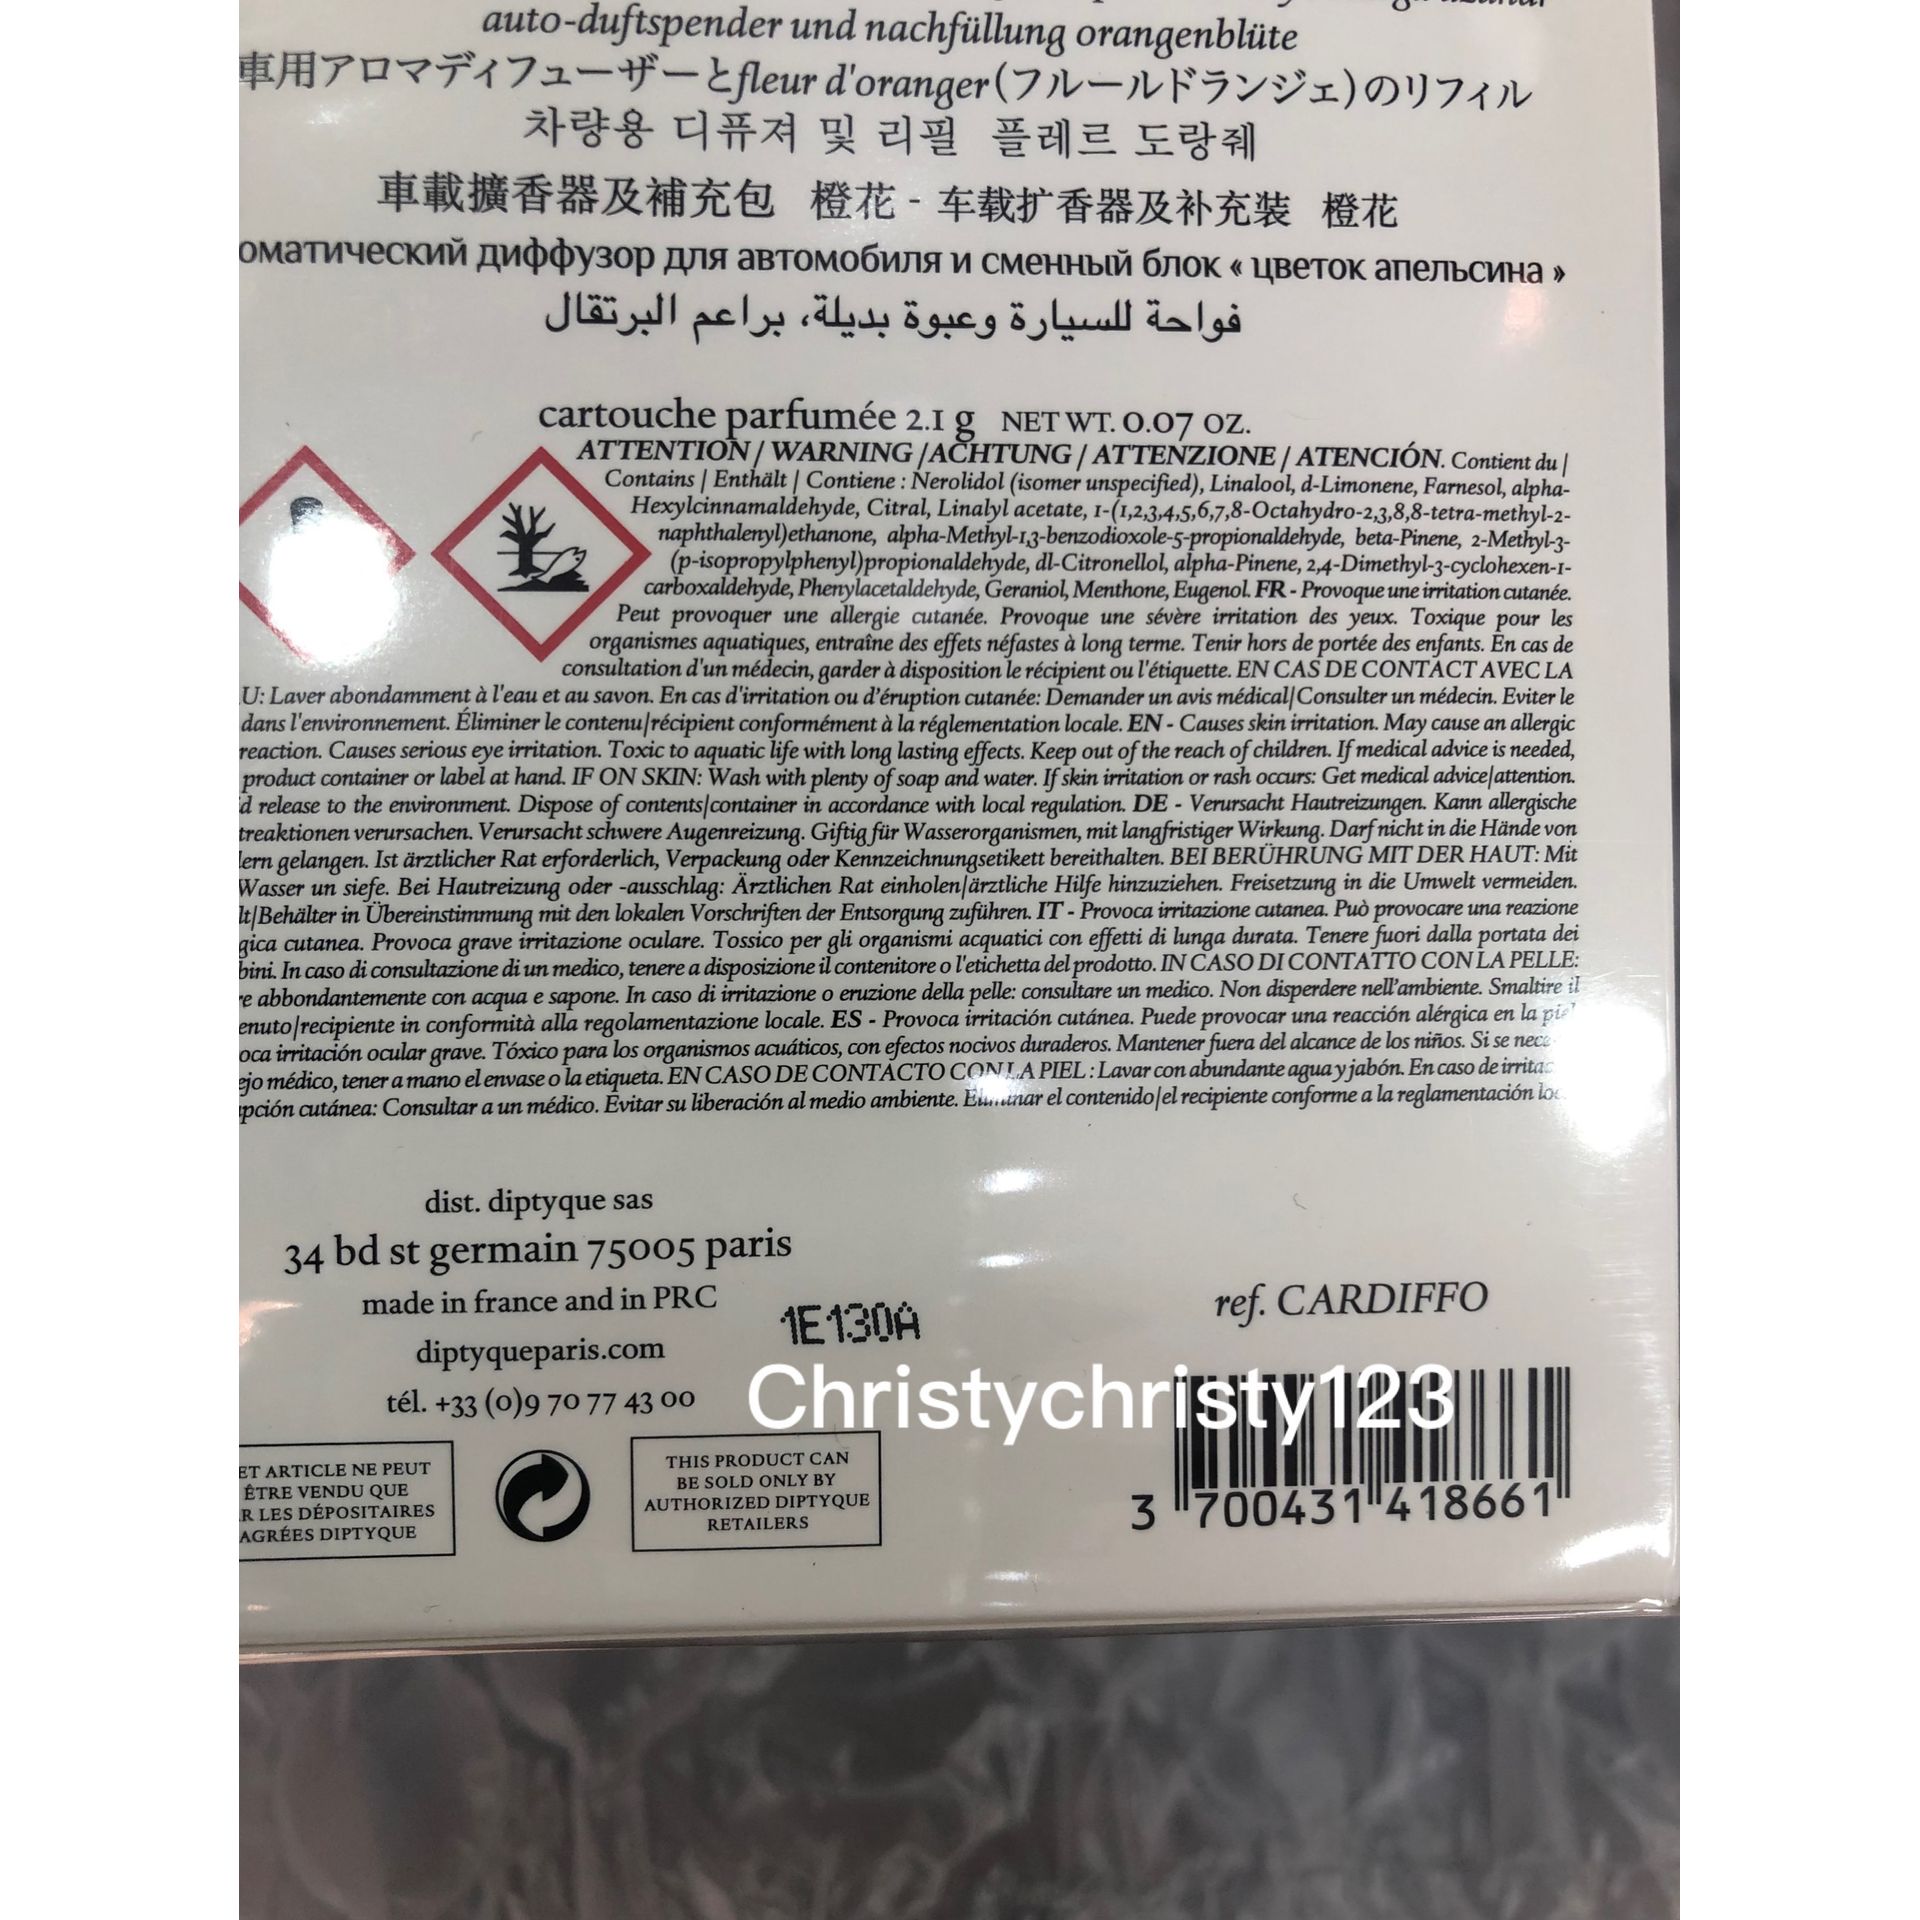 auto-duftspender und nachfüllung orangenblüte
車用アロマディフューザーとfleur d'oranger(フルールドランジェ)のリフィル
차량용 디퓨져 및 리필 플레르 도랑줴
車載擴香器及補充包 橙花 - 车载扩香器及补充装 橙花
оматический диффузор для автомобиля и сменный блок « цветок апельсина »
فواحة للسيارة وعبوة بديلة، براعم البرتقال
cartouche parfumée 2.1 g NET WT. 0.07 OZ.
ATTENTION / WARNING /ACHTUNG / ATTENZIONE / ATENCIÓN. Contient du |
Contains | Enthält | Contiene : Nerolidol (isomer unspecified), Linalool, d-Limonene, Farnesol, alpha-
Hexylcinnamaldehyde, Citral, Linalyl acetate, 1-(1,2,3,4,5,6,7,8-Octahydro-2,3,8,8-tetra-methyl-2-
naphthalenyl)ethanone, alpha-Methyl-1,3-benzodioxole-5-propionaldehyde, beta-Pinene, 2-Methyl-3-
(p-isopropylphenyl)propionaldehyde, dl-Citronellol, alpha-Pinene, 2,4-Dimethyl-3-cyclohexen-1-
carboxaldehyde, Phenylacetaldehyde, Geraniol, Menthone, Eugenol. FR - Provoque une irritation cutanée.
Peut provoquer une allergie cutanée. Provoque une sévère irritation des yeux. Toxique pour les
organismes aquatiques, entraîne des effets néfastes à long terme. Tenir hors de portée des enfants. En cas de
consultation d'un médecin, garder à disposition le récipient ou l'étiquette. EN CAS DE CONTACT AVEC LA
U: Laver abondamment à l'eau et au savon. En cas d'irritation ou d'éruption cutanée: Demander un avis médical|Consulter un médecin. Eviter le
dans l'environnement. Éliminer le contenu|récipient conformément à la réglementation locale. EN - Causes skin irritation. May cause an allergic
reaction. Causes serious eye irritation. Toxic to aquatic life with long lasting effects. Keep out of the reach of children. If medical advice is needed,
product container or label at hand. IF ON SKIN: Wash with plenty of soap and water. If skin irritation or rash occurs: Get medical advice|attention.
d release to the environment. Dispose of contents|container in accordance with local regulation. DE - Verursacht Hautreizungen. Kann allergische
treaktionen verursachen. Verursacht schwere Augenreizung. Giftig für Wasserorganismen, mit langfristiger Wirkung. Darf nicht in die Hände von
ern gelangen. Ist ärztlicher Rat erforderlich, Verpackung oder Kennzeichnungsetikett bereithalten. BEI BERÜHRUNG MIT DER HAUT: Mit
Wasser un siefe. Bei Hautreizung oder -ausschlag: Ärztlichen Rat einholen|ärztliche Hilfe hinzuziehen. Freisetzung in die Umwelt vermeiden.
lt|Behälter in Übereinstimmung mit den lokalen Vorschriften der Entsorgung zuführen. IT - Provoca irritazione cutanea. Può provocare una reazione
gica cutanea. Provoca grave irritazione oculare. Tossico per gli organismi acquatici con effetti di lunga durata. Tenere fuori dalla portata dei
bini. In caso di consultazione di un medico, tenere a disposizione il contenitore o l'etichetta del prodotto. IN CASO DI CONTATTO CON LA PELLE:
e abbondantemente con acqua e sapone. In caso di irritazione o eruzione della pelle: consultare un medico. Non disperdere nell'ambiente. Smaltire il
enuto|recipiente in conformità alla regolamentazione locale. ES - Provoca irritación cutánea. Puede provocar una reacción alérgica en la piel
oca irritación ocular grave. Tóxico para los organismos acuáticos, con efectos nocivos duraderos. Mantener fuera del alcance de los niños. Si se nece
ejo médico, tener a mano el envase o la etiqueta. EN CASO DE CONTACTO CON LA PIEL : Lavar con abundante agua y jabón. En caso de irritac
pción cutánea: Consultar a un médico. Evitar su liberación al medio ambiente. Eliminar el contenido|el recipiente conforme a la reglamentación loc
dist. diptyque sas
34 bd st germain 75005 paris
made in france and in PRC
diptyqueparis.com
tél. +33 (0)9 70 77 43 00
1E130A
ref. CARDIFFO
Christychristy123
ET ARTICLE NE PEUT
ÊTRE VENDU QUE
R LES DÉPOSITAIRES
AGRÉES DIPTYQUE
THIS PRODUCT CAN
BE SOLD ONLY BY
AUTHORIZED DIPTYQUE
RETAILERS
3 700431 418661